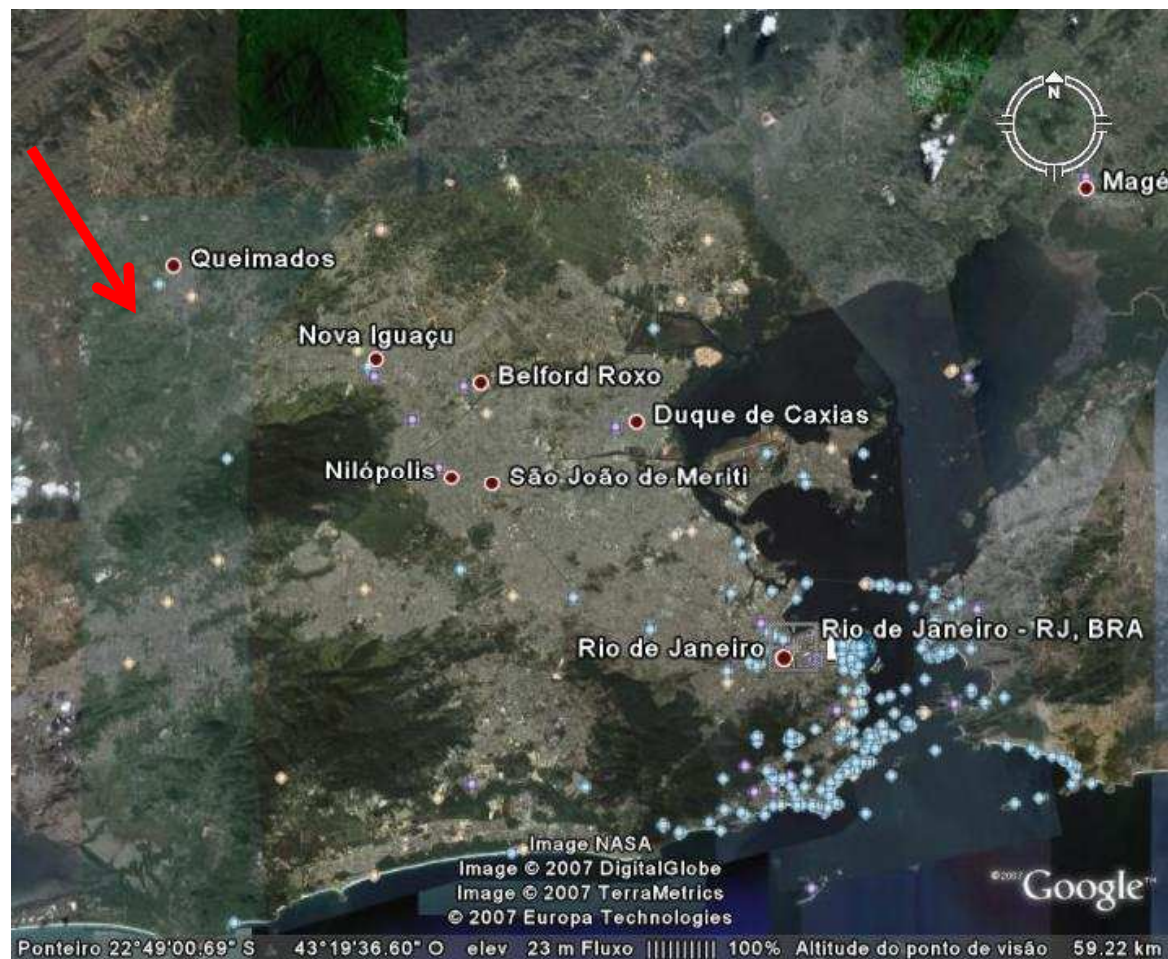 N
Magé
Queimados
Nova Iguaçu
Belford Roxo
Duque de Caxias
Nilópolis
São João de Meriti
Rio de Janeiro - RJ, BRA
Rio de Janeiro
Image NASA
Image © 2007 DigitalGlobe
Image © 2007 TerraMetrics
© 2007 Europa Technologies
©2007 Google™
Ponteiro 22°49'00.69" S 43°19'36.60" O elev 23 m Fluxo |||||||||| 100% Altitude do ponto de visão 59.22 km